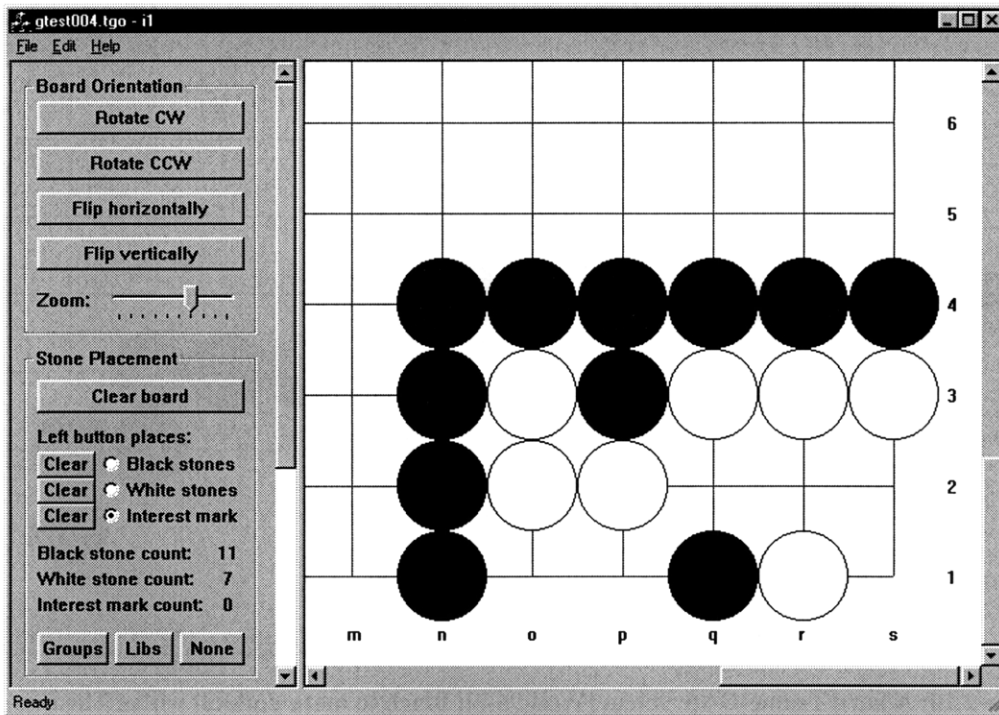 gtest004.tgo - i1
File Edit Help
Board Orientation
Rotate CW
Rotate CCW
Flip horizontally
Flip vertically
Zoom:
Stone Placement
Clear board
Left button places:
Clear Black stones
Clear White stones
Clear Interest mark
Black stone count: 11
White stone count: 7
Interest mark count: 0
Groups Libs None
6
5
4
3
2
1
m n o p q r s
Ready